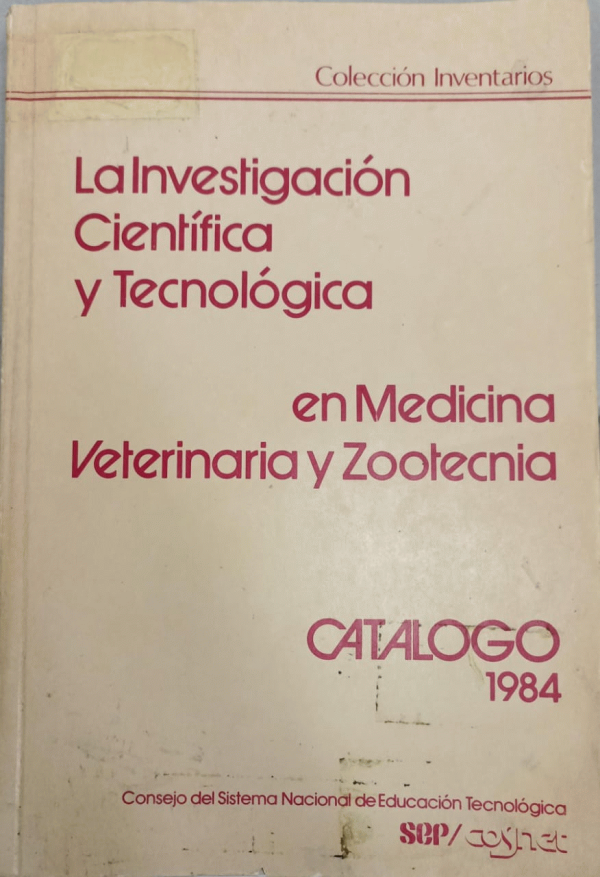 Colección Inventarios
La Investigación
Científica
y Tecnológica
en Medicina
Veterinaria y Zootecnia
CATALOGO
1984
Consejo del Sistema Nacional de Educación Tecnológica
sep/cosnet